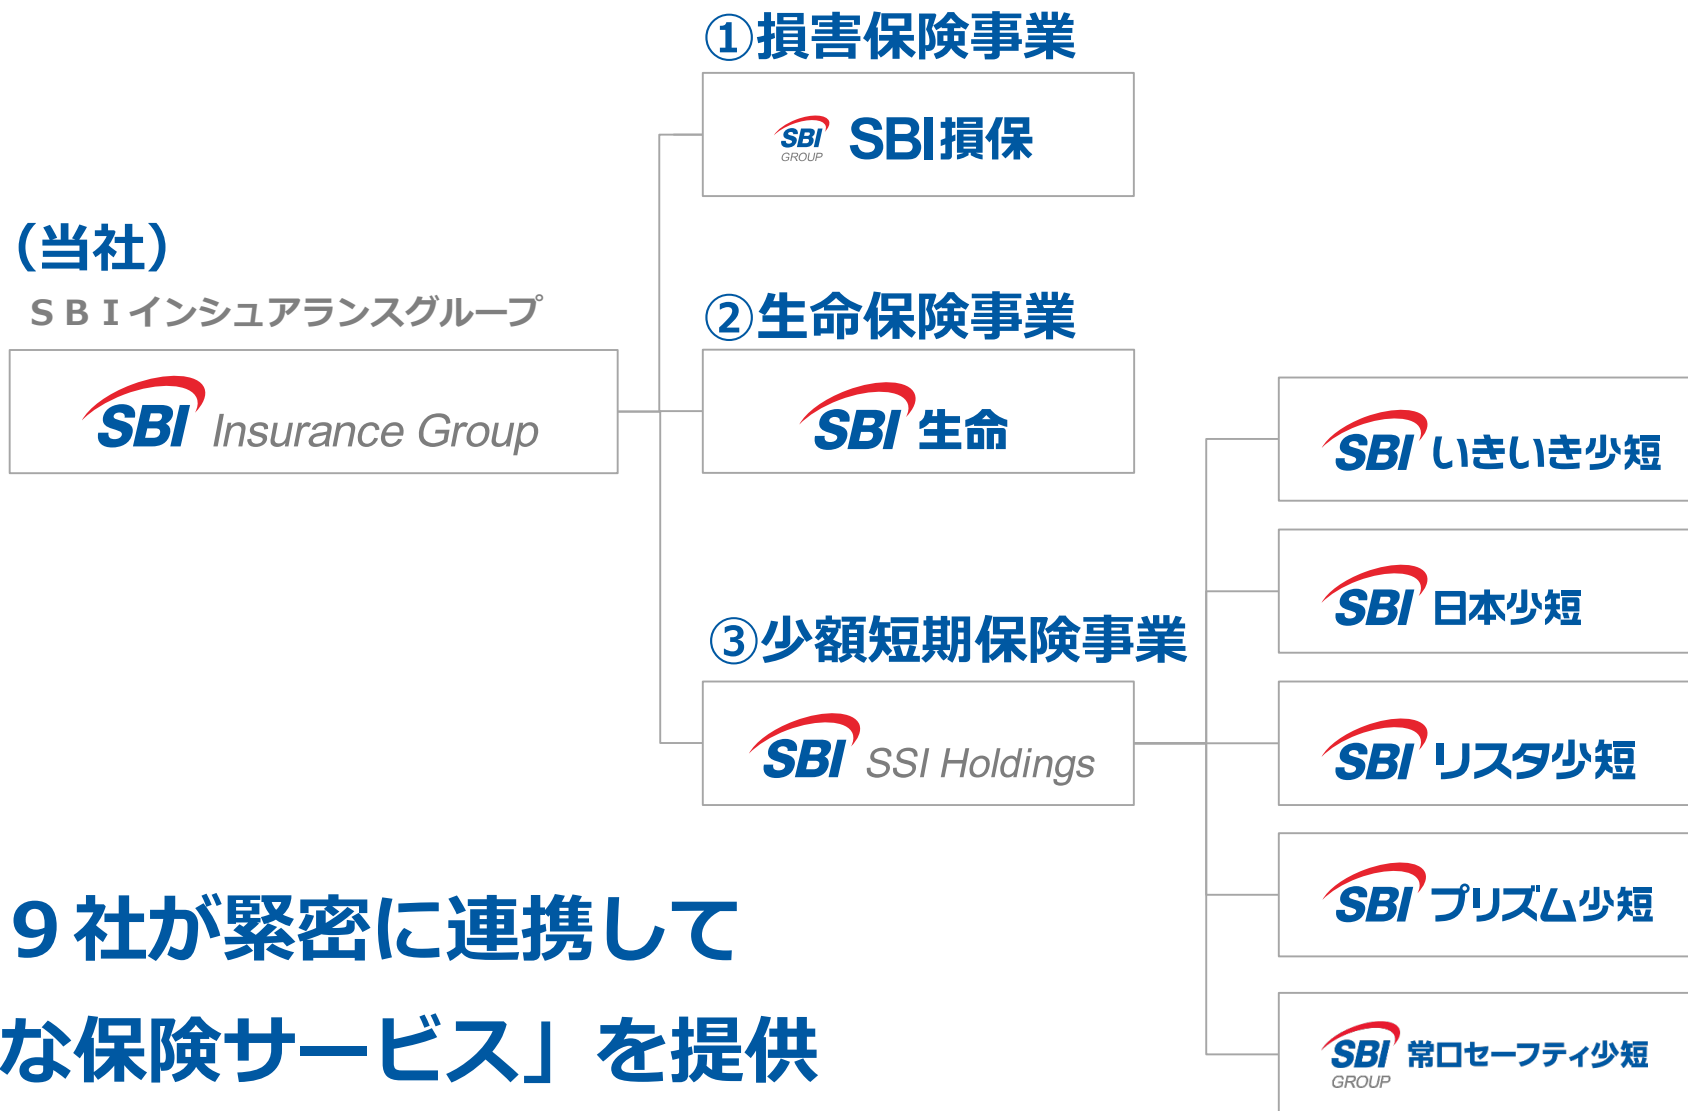 ①損害保険事業
SBI GROUP SBI損保
（当社）
ＳＢＩインシュアランスグループ
SBI Insurance Group
②生命保険事業
SBI 生命
③少額短期保険事業
SBI SSI Holdings
SBI いきいき少短
SBI 日本少短
SBI リスタ少短
SBI プリズム少短
SBI GROUP 常口セーフティ少短
９社が緊密に連携して
な保険サービス」を提供